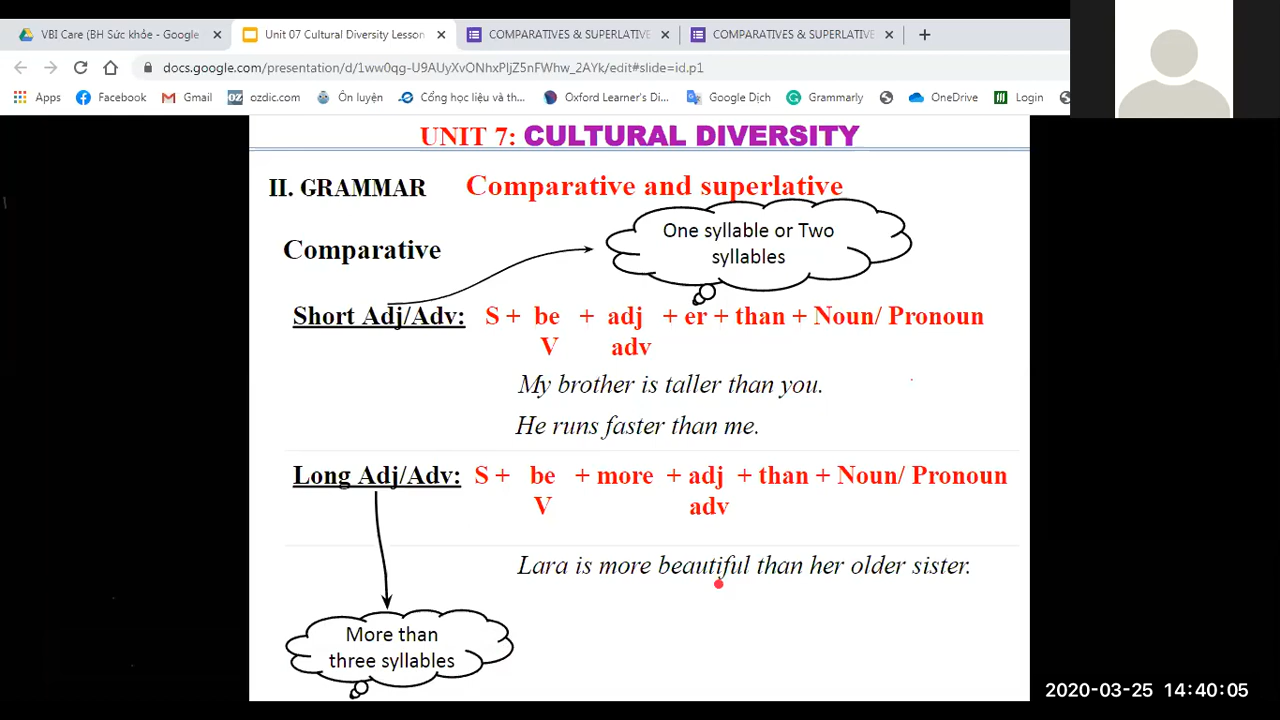 VBI Care (BH Sức khỏe - Google
Unit 07 Cultural Diversity Lesson
COMPARATIVES & SUPERLATIVE
COMPARATIVES & SUPERLATIVE
docs.google.com/presentation/d/1ww0qg-U9AUyXvONhxPljZ5nFWhw_2AYk/edit#slide=id.p1
Apps
Facebook
Gmail
OZ ozdic.com
Ôn luyện
Cổng học liệu và th...
Oxford Learner's Di...
Google Dịch
Grammarly
OneDrive
Login
UNIT 7: CULTURAL DIVERSITY
II. GRAMMAR Comparative and superlative
One syllable or Two
syllables
Comparative
Short Adj/Adv: S + be + adj + er + than + Noun/ Pronoun
V adv
My brother is taller than you.
He runs faster than me.
Long Adj/Adv: S + be + more + adj + than + Noun/ Pronoun
V adv
Lara is more beautiful than her older sister.
More than
three syllables
2020-03-25 14:40:05